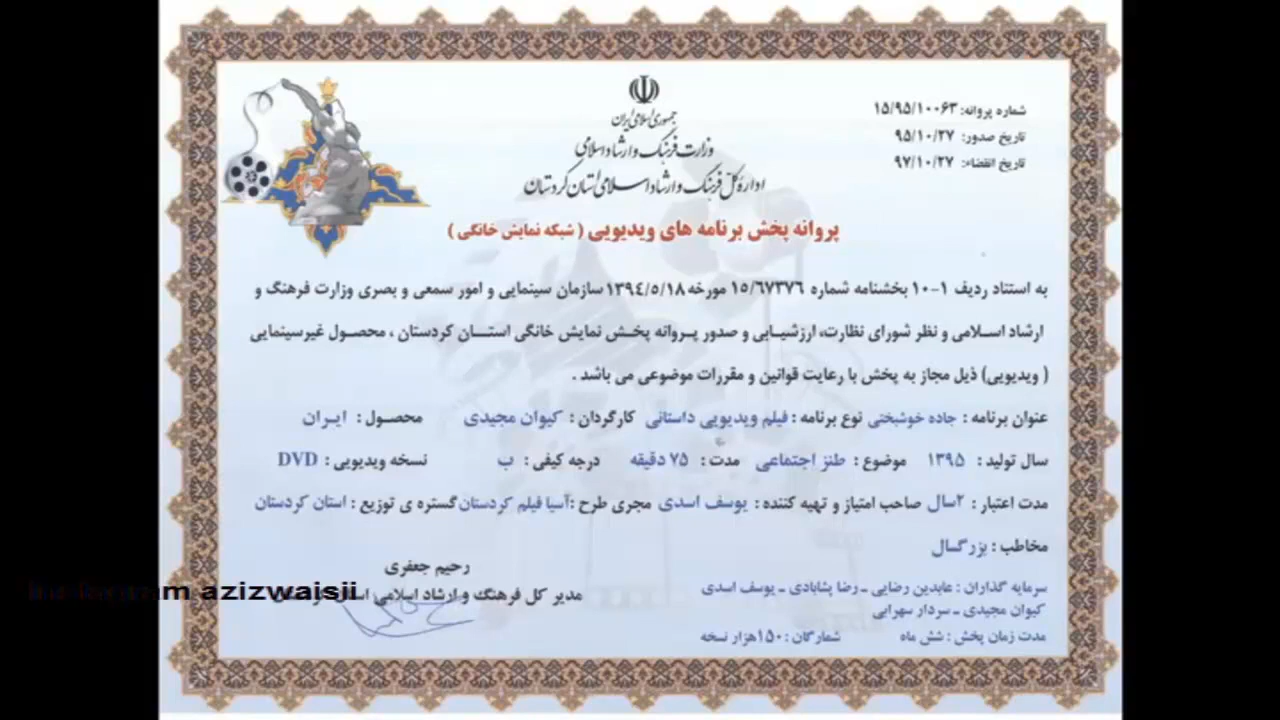 جمهوری اسلامی ایران
وزارت فرهنگ و ارشاد اسلامی
اداره کل فرهنگ و ارشاد اسلامی استان کردستان
شماره پروانه: ۱۵/۹۵/۱۰۰۶۳
تاریخ صدور: ۹۵/۱۰/۲۷
تاریخ انقضاء: ۹۷/۱۰/۲۷
پروانه پخش برنامه های ویدیویی ( شبکه نمایش خانگی )
به استناد ردیف ۱-۱۰ بخشنامه شماره ۱۵/۶۷۳۷۶ مورخه ۱۳۹٤/۵/۱۸ سازمان سینمایی و امور سمعی و بصری وزارت فرهنگ و
ارشاد اسلامی و نظر شورای نظارت، ارزشیابی و صدور پروانه پخش نمایش خانگی استان کردستان ، محصول غیرسینمایی
( ویدیویی) ذیل مجاز به پخش با رعایت قوانین و مقررات موضوعی می باشد .
عنوان برنامه : جاده خوشبختی نوع برنامه : فیلم ویدیویی داستانی کارگردان : کیوان مجیدی محصول : ایران
سال تولید : ۱۳۹۵ موضوع : طنز اجتماعی مدت : ۷۵ دقیقه درجه کیفی : ب نسخه ویدیویی : DVD
مدت اعتبار : ۲سال صاحب امتیاز و تهیه کننده : یوسف اسدی مجری طرح :آسیا فیلم کردستان گستره ی توزیع : استان کردستان
مخاطب : بزرگسال
سرمایه گذاران : عابدین رضایی ـ رضا پشابادی ـ یوسف اسدی
کیوان مجیدی ـ سردار سهرابی
مدت زمان پخش : شش ماه شمارگان : ۱۵۰هزار نسخه
رحیم جعفری
مدیر کل فرهنگ و ارشاد اسلامی
azizwaisji